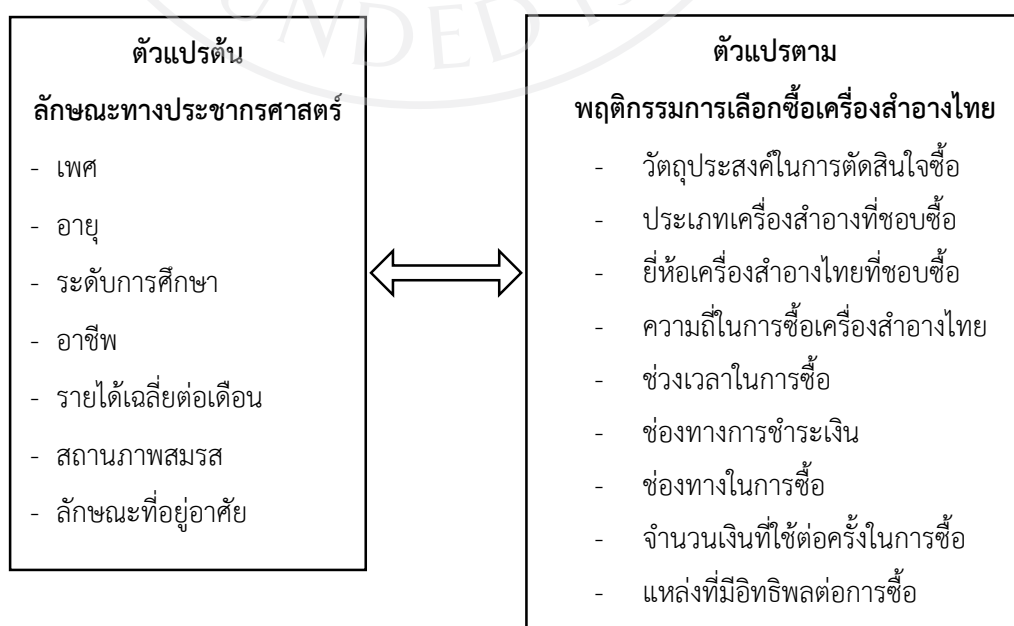 UNDED
ตัวแปรต้น
ลักษณะทางประชากรศาสตร์
- เพศ
- อายุ
- ระดับการศึกษา
- อาชีพ
- รายได้เฉลี่ยต่อเดือน
- สถานภาพสมรส
- ลักษณะที่อยู่อาศัย
ตัวแปรตาม
พฤติกรรมการเลือกซื้อเครื่องสำอางไทย
- วัตถุประสงค์ในการตัดสินใจซื้อ
- ประเภทเครื่องสำอางที่ชอบซื้อ
- ยี่ห้อเครื่องสำอางไทยที่ชอบซื้อ
- ความถี่ในการซื้อเครื่องสำอางไทย
- ช่วงเวลาในการซื้อ
- ช่องทางการชำระเงิน
- ช่องทางในการซื้อ
- จำนวนเงินที่ใช้ต่อครั้งในการซื้อ
- แหล่งที่มีอิทธิพลต่อการซื้อ